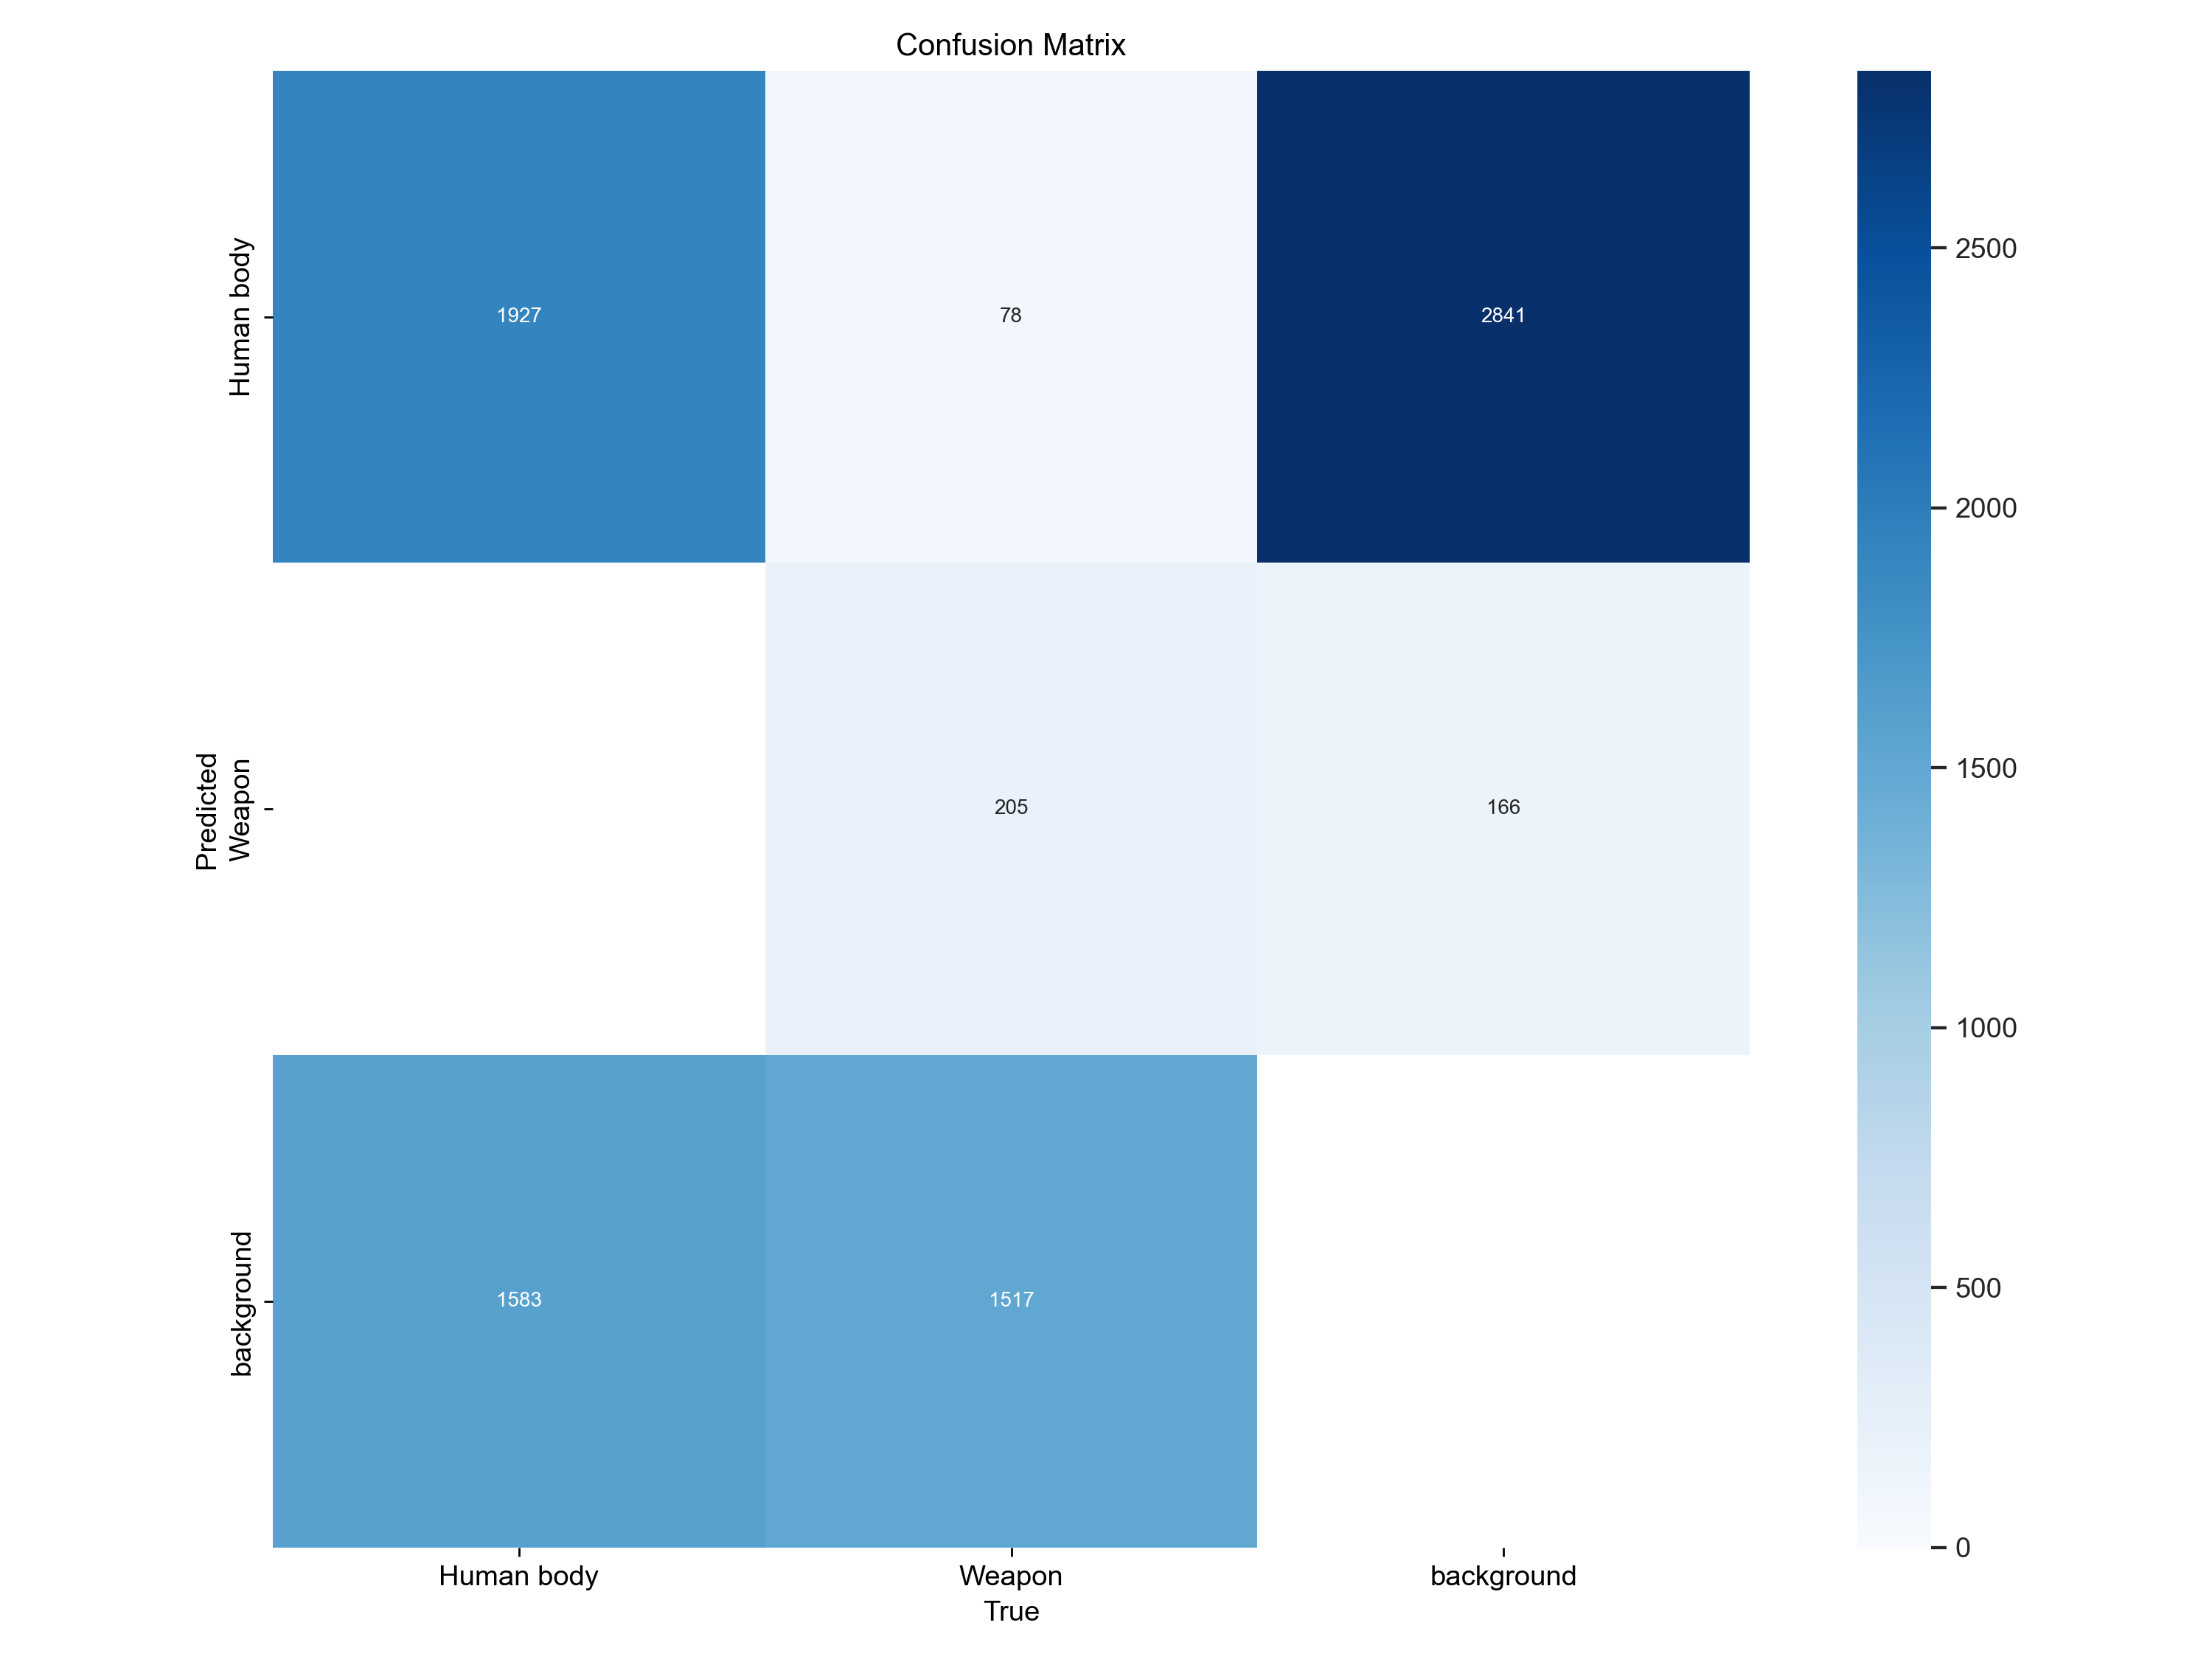 Confusion Matrix
Human body
1927
78
2841
2500
2000
1500
1000
500
0
Predicted
Weapon
205
166
background
1583
1517
Human body
Weapon
background
True